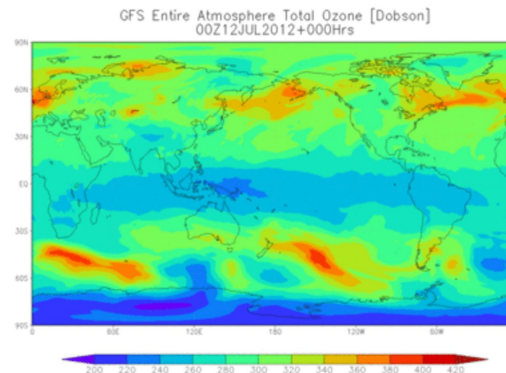 GFS Entire Atmosphere Total Ozone [Dobson]
00Z12JUL2012+000Hrs
90N
60N
30N
EQ
30S
60S
90S
0 60E 120E 180 120W 60W
200 220 240 260 280 300 320 340 360 380 400 420